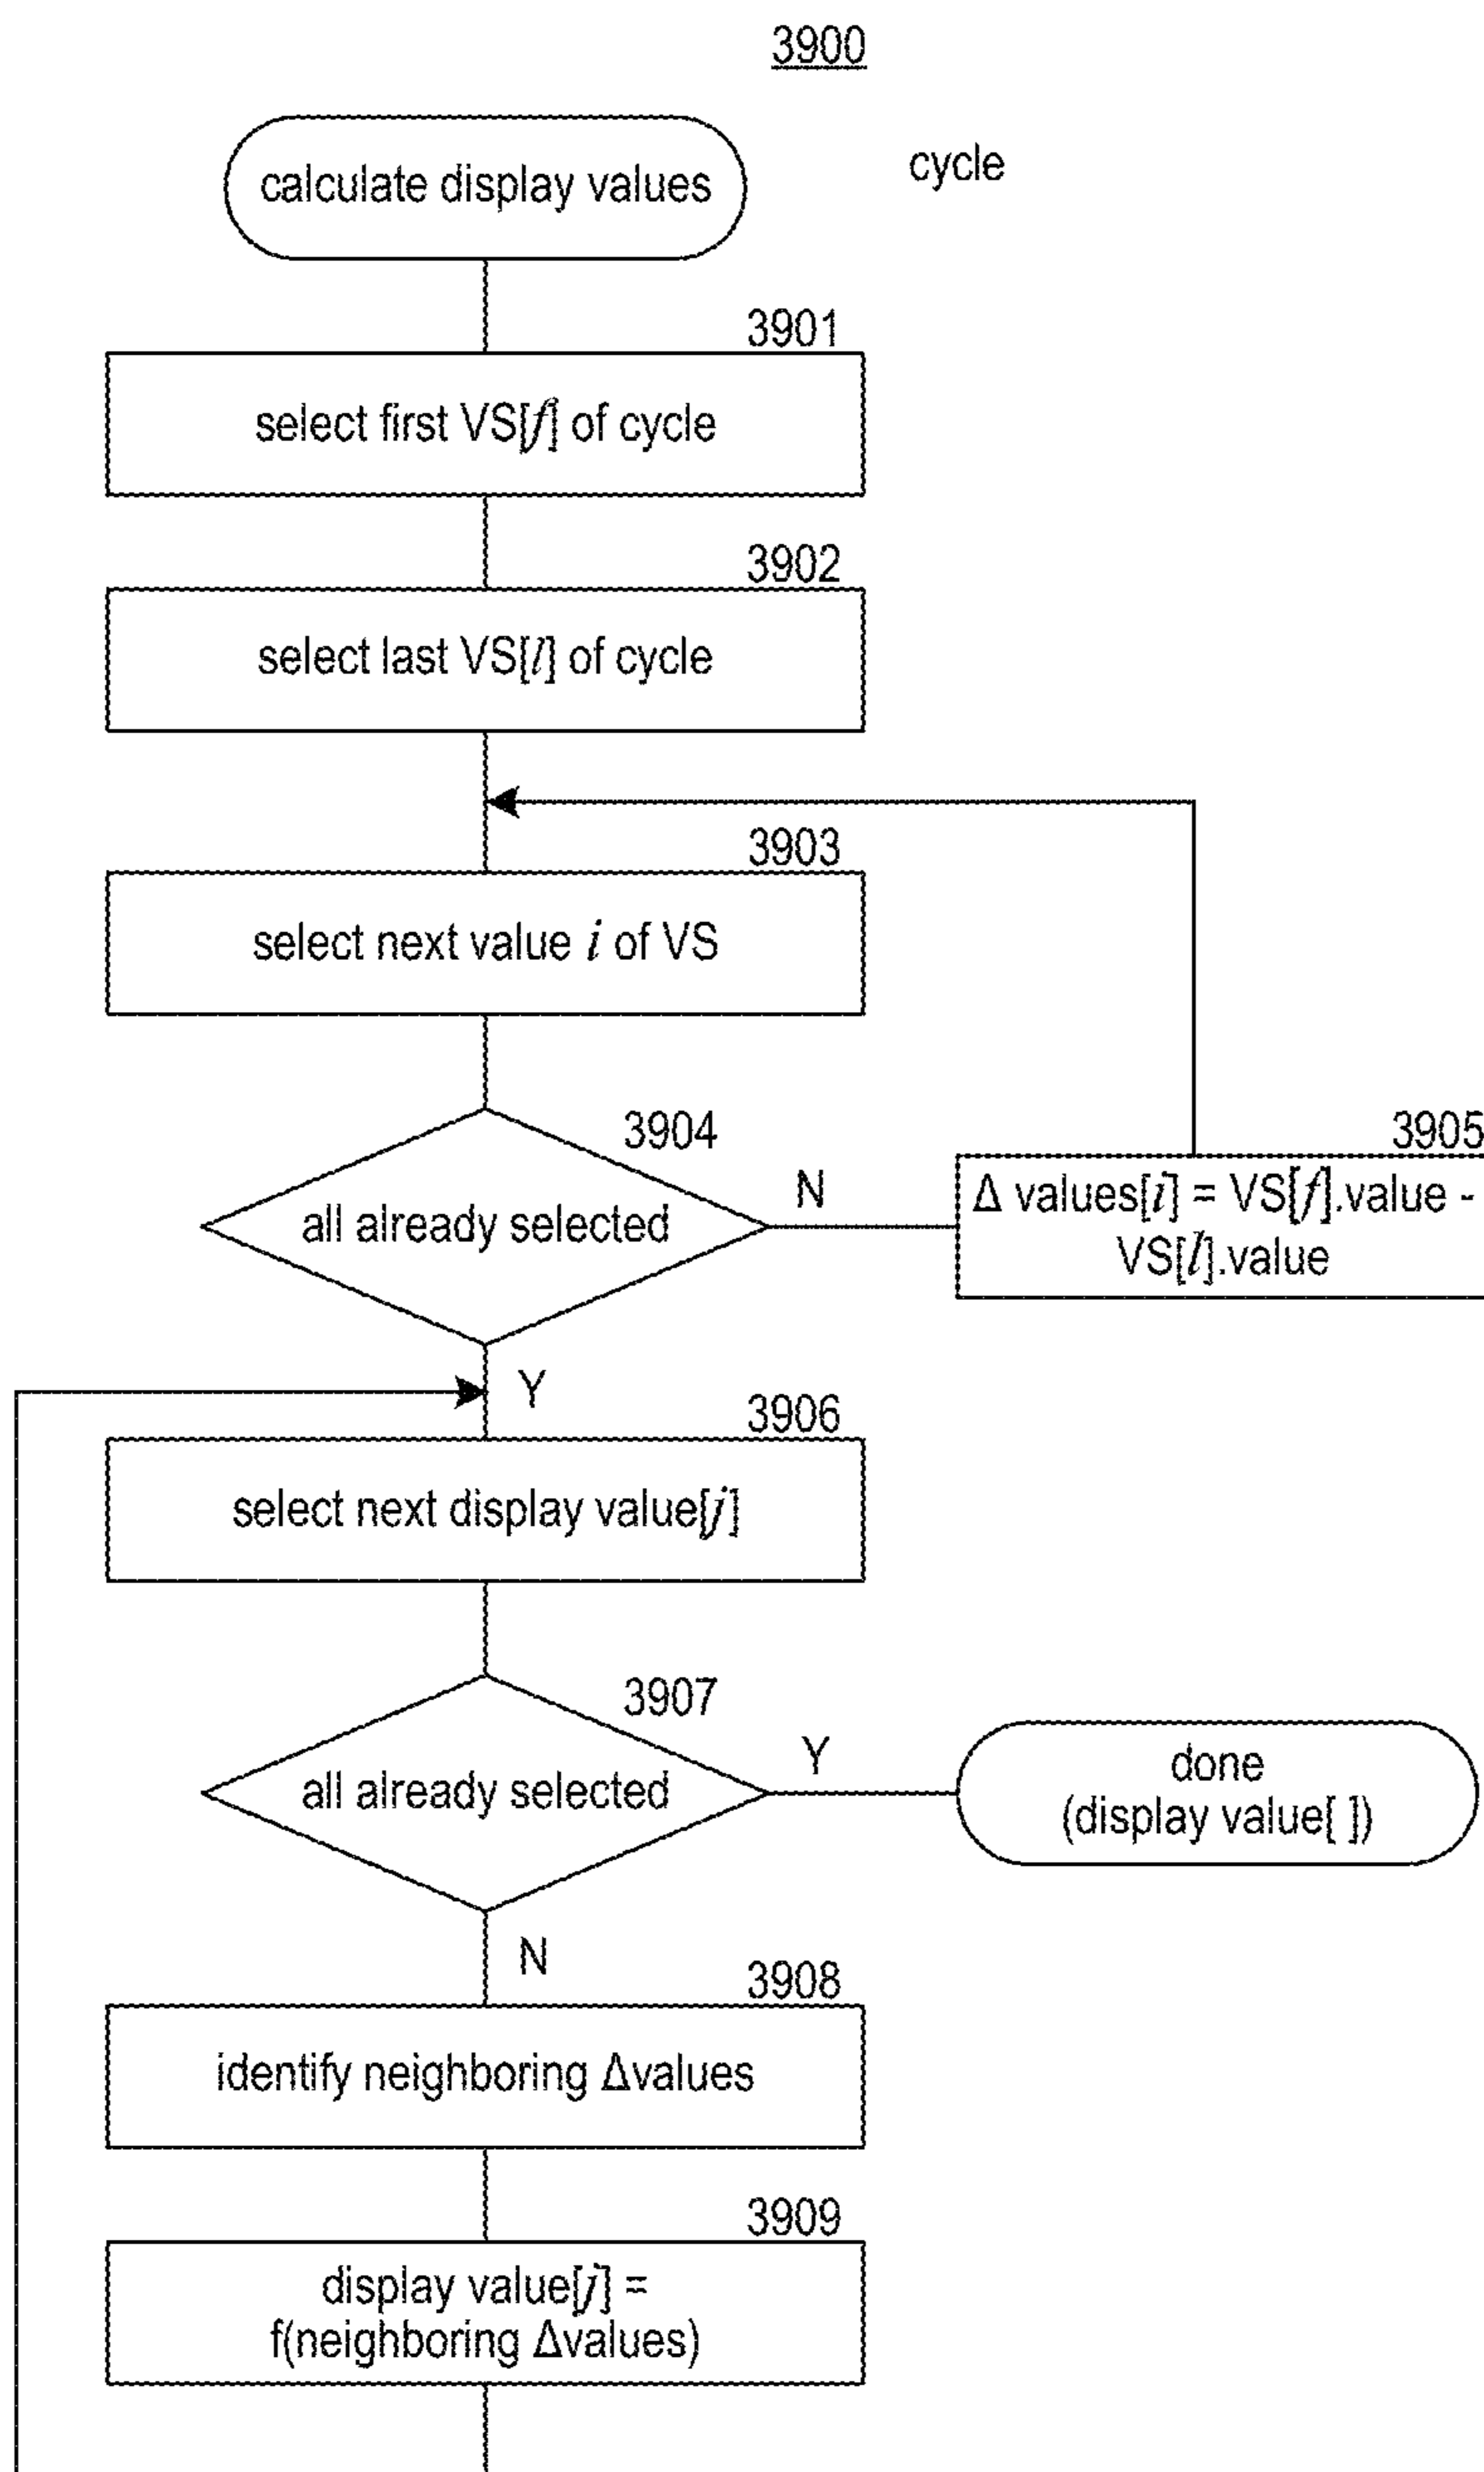 3900
calculate display values
cycle
3901
select first VS[f] of cycle
3902
select last VS[l] of cycle
3903
select next value i of VS
3904
all already selected
N
3905
Δ values[i] = VS[f].value -
VS[l].value
Y
3906
select next display value[j]
3907
all already selected
Y
done
(display value[ ])
N
3908
identify neighboring Δvalues
3909
display value[j] =
f(neighboring Δvalues)